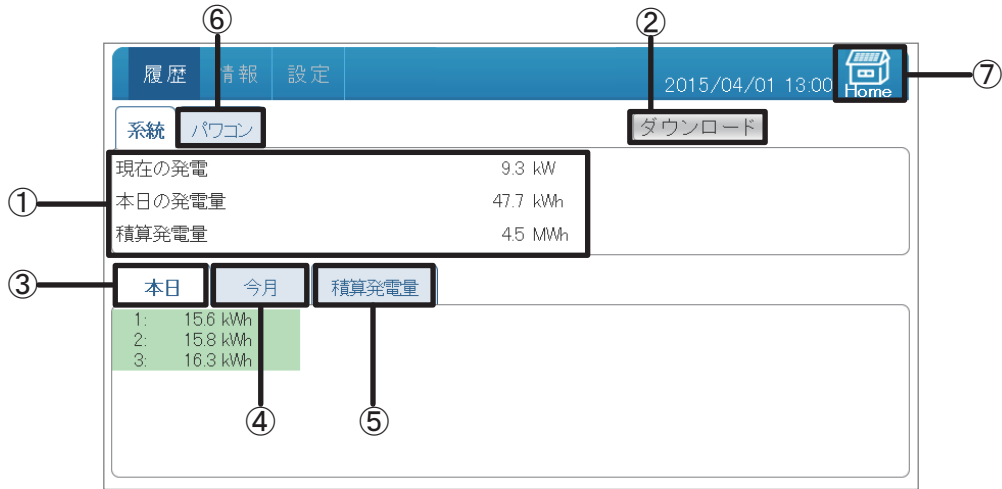 ⑥ ②
履歴 情報 設定 2015/04/01 13:00 Home ⑦
系統 パワコン ダウンロード
現在の発電 9.3 kW
① 本日の発電量 47.7 kWh
積算発電量 4.5 MWh
③ 本日 今月 積算発電量
1: 15.6 kWh
2: 15.8 kWh
3: 16.3 kWh
④ ⑤